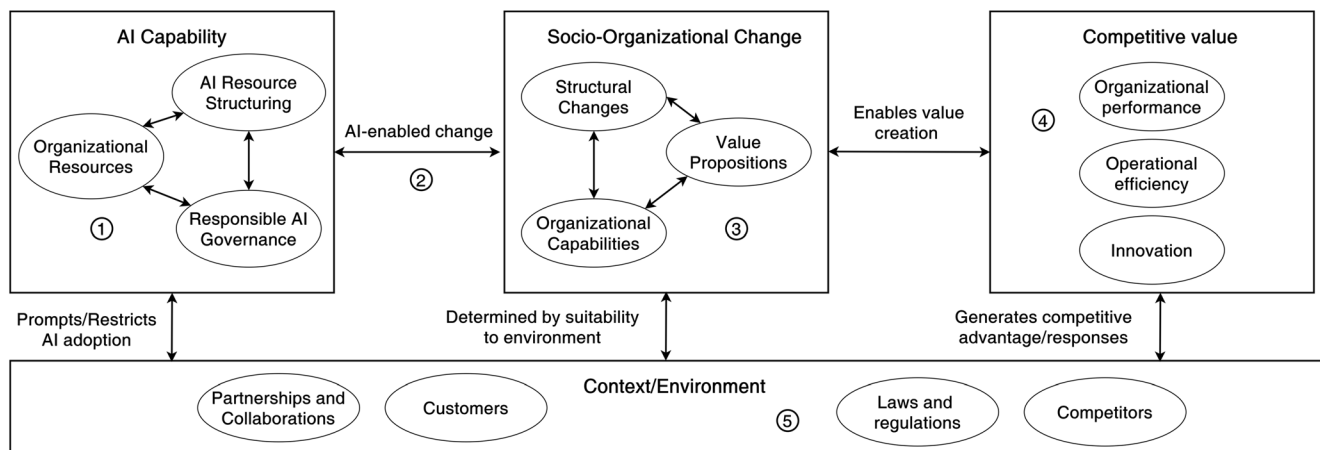 AI Capability
AI Resource
Structuring
Organizational
Resources
Responsible AI
Governance
①
AI-enabled change
②
Socio-Organizational Change
Structural
Changes
Value
Propositions
Organizational
Capabilities
③
Enables value
creation
Competitive value
④
Organizational
performance
Operational
efficiency
Innovation
Prompts/Restricts
AI adoption
Determined by suitability
to environment
Generates competitive
advantage/responses
Context/Environment
Partnerships and
Collaborations
Customers
⑤
Laws and
regulations
Competitors